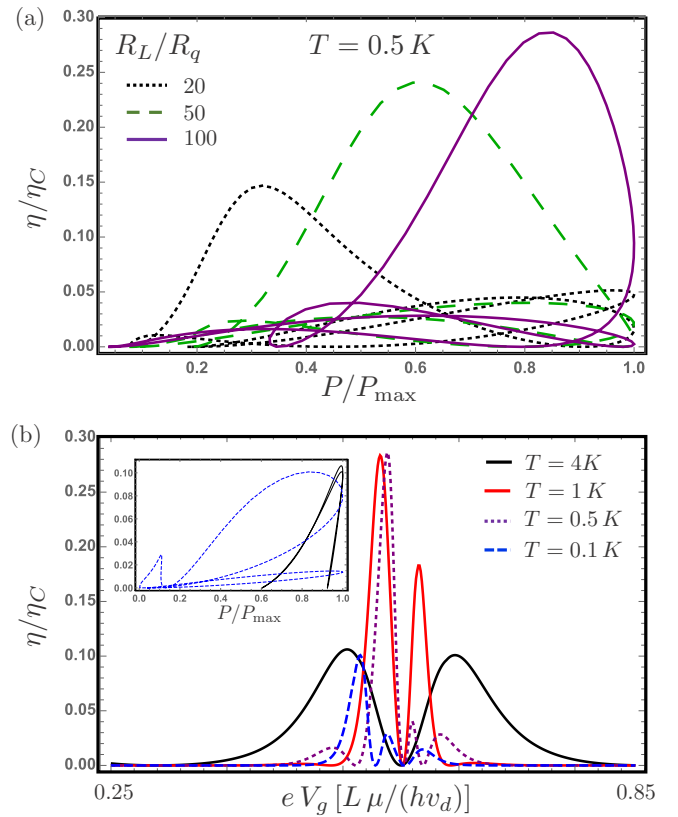 (a)
0.30
0.25
0.20
0.15
0.10
0.05
0.00
η/η_C
R_L/R_q
T = 0.5 K
20
50
100
0.2 0.4 0.6 0.8 1.0
P/P_max
(b)
0.30
0.25
0.20
0.15
0.10
0.05
0.00
η/η_C
0.10
0.08
0.06
0.04
0.02
0.00
0.0 0.2 0.4 0.6 0.8 1.0
P/P_max
T = 4K
T = 1 K
T = 0.5 K
T = 0.1 K
0.25 0.85
e V_g [L μ/(hv_d)]